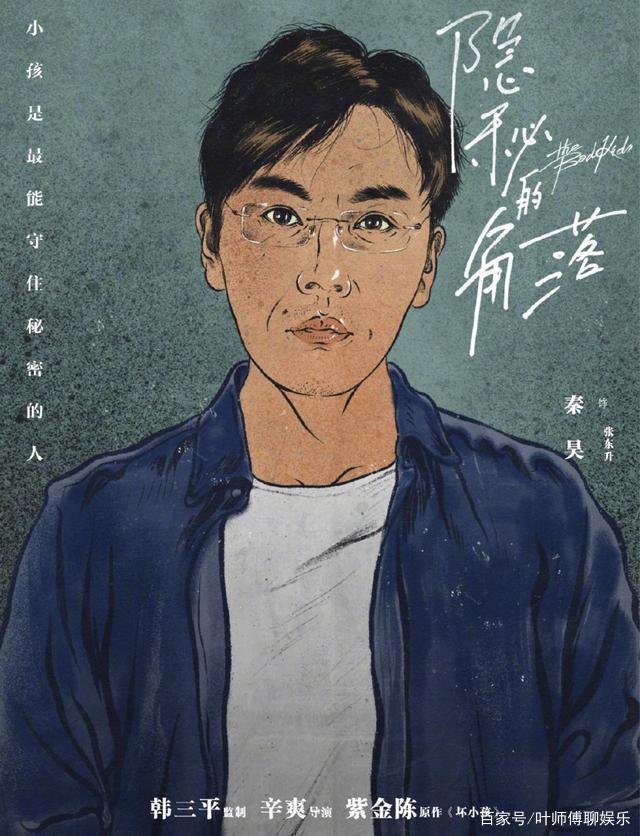 小孩是最能守住秘密的人
隐秘的角落
the Bad Kids
秦昊 饰 张东升
韩三平监制 辛爽导演 紫金陈原作《坏小孩》
百家号/叶师傅聊娱乐